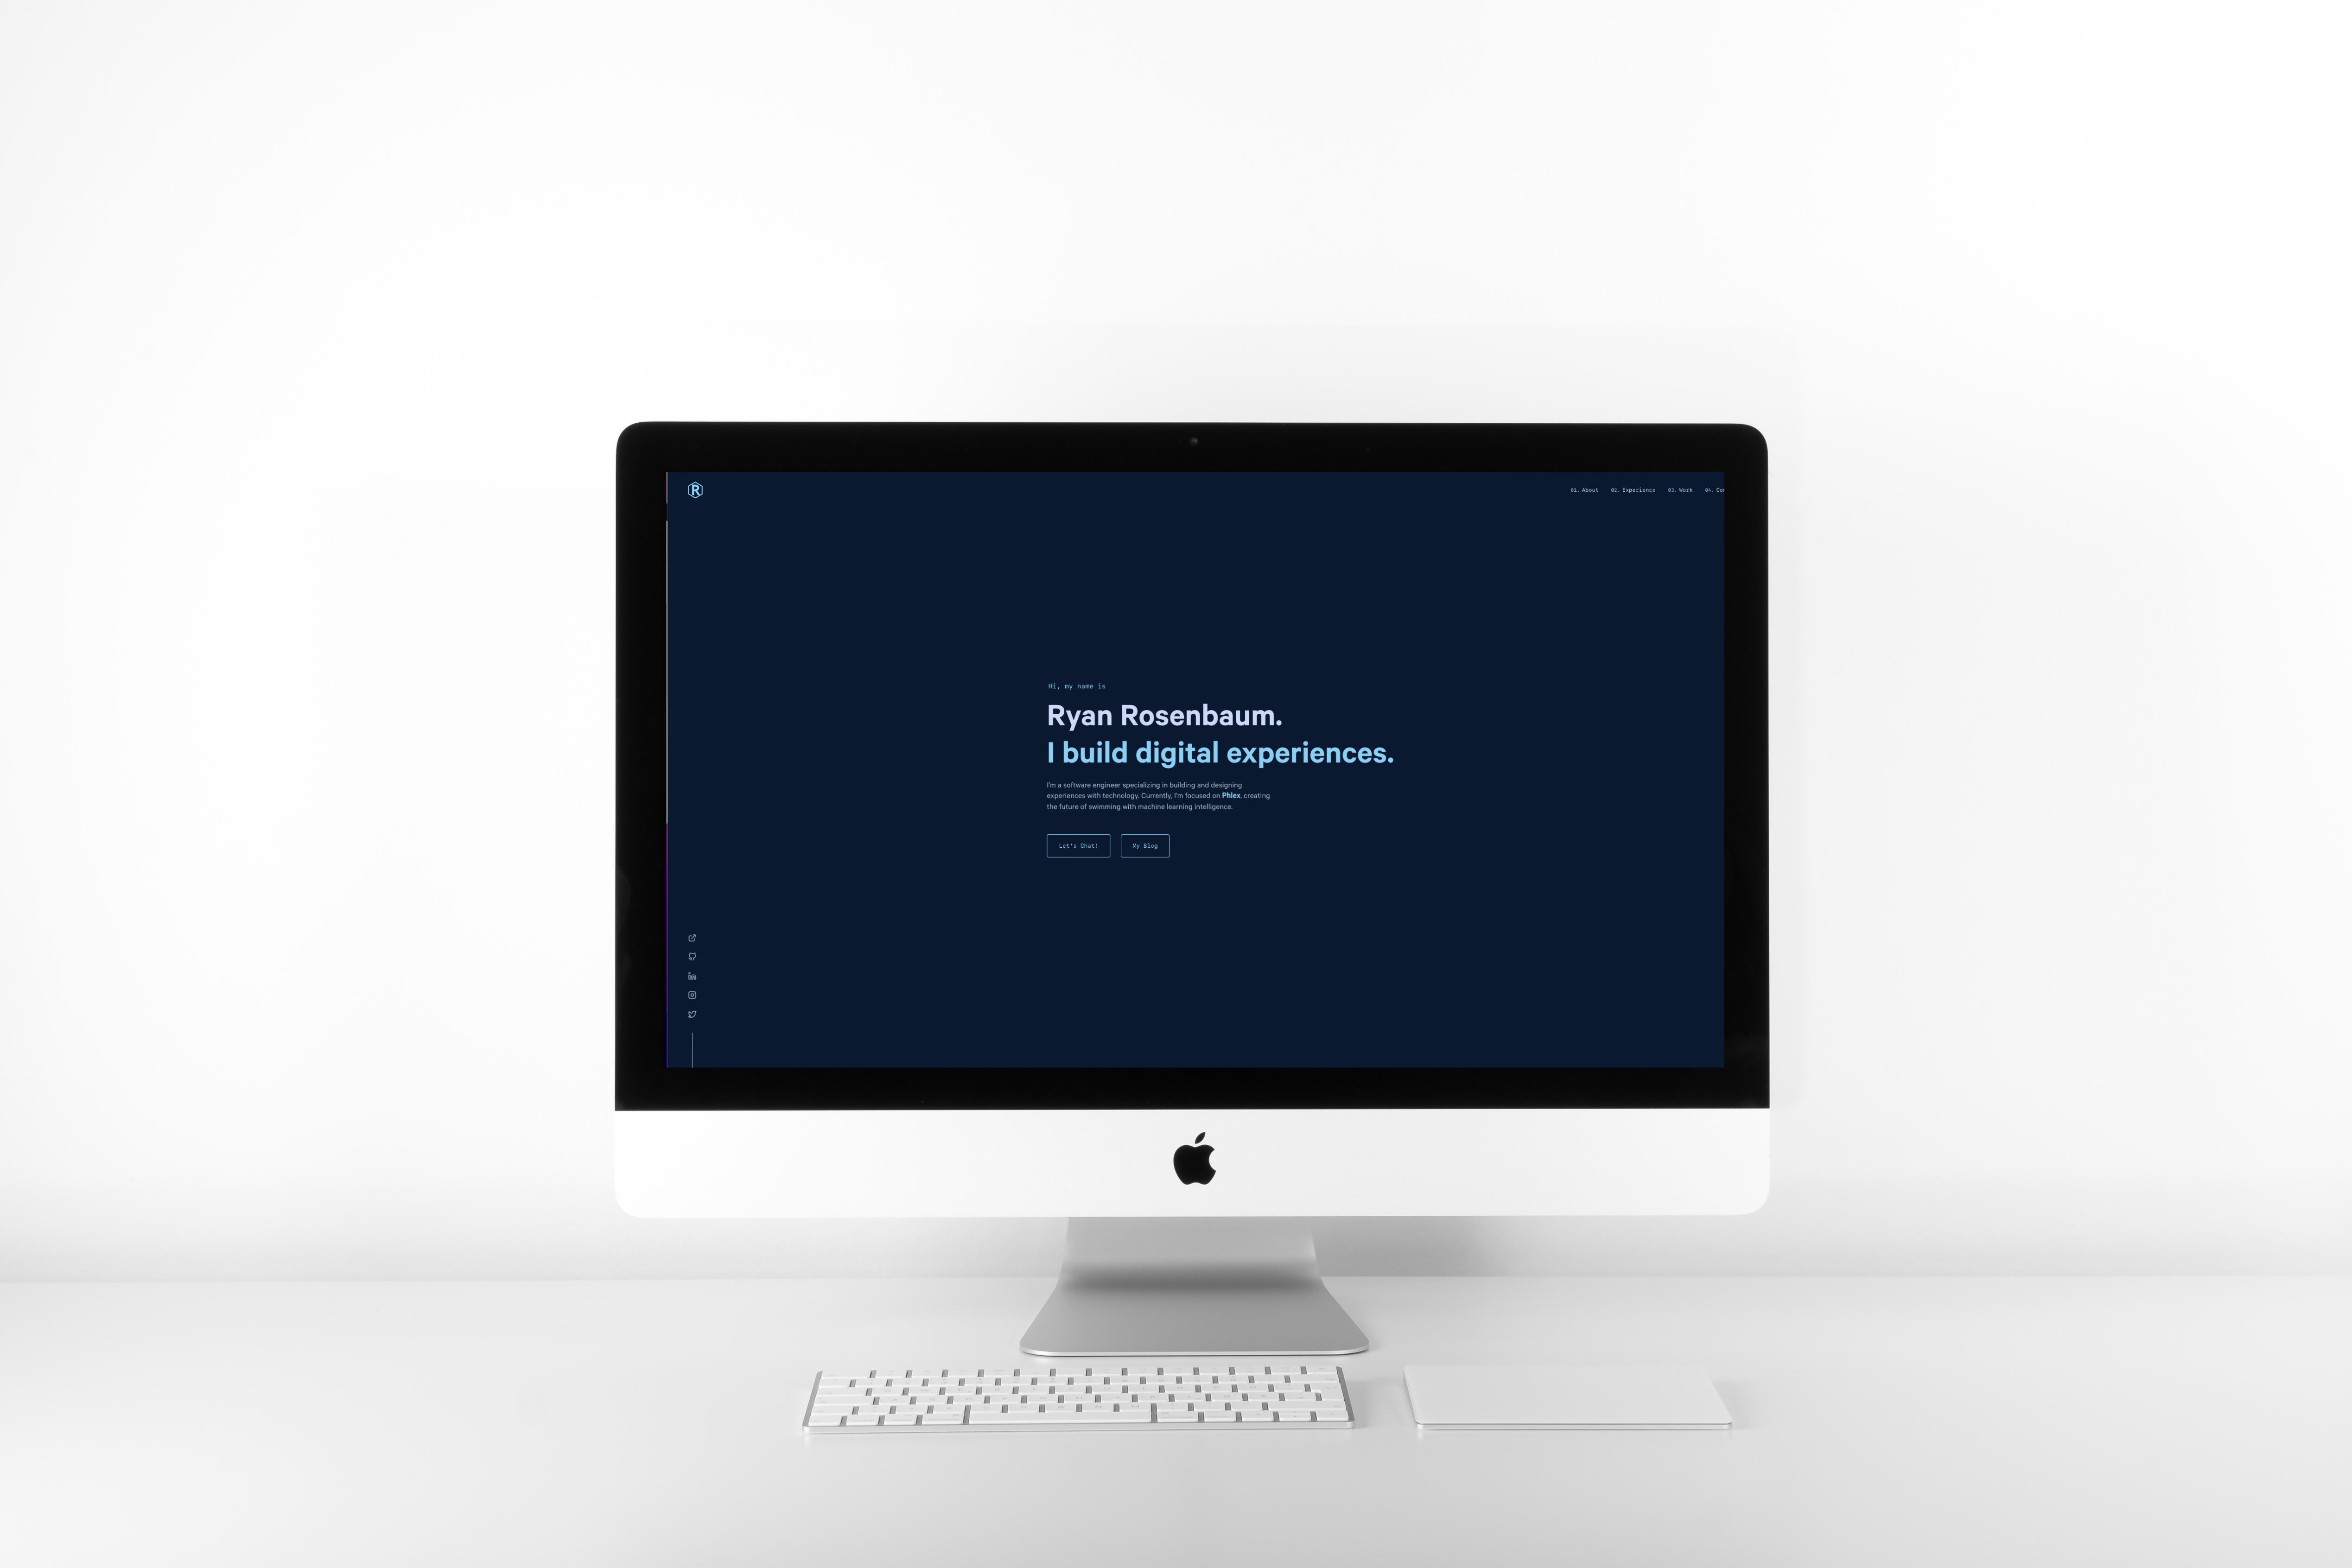 R
01. About 02. Experience 03. Work 04. Con
Hi, my name is
Ryan Rosenbaum.
I build digital experiences.
I'm a software engineer specializing in building and designing
experiences with technology. Currently, I'm focused on Phlex, creating
the future of swimming with machine learning intelligence.
Let's Chat! My Blog
in